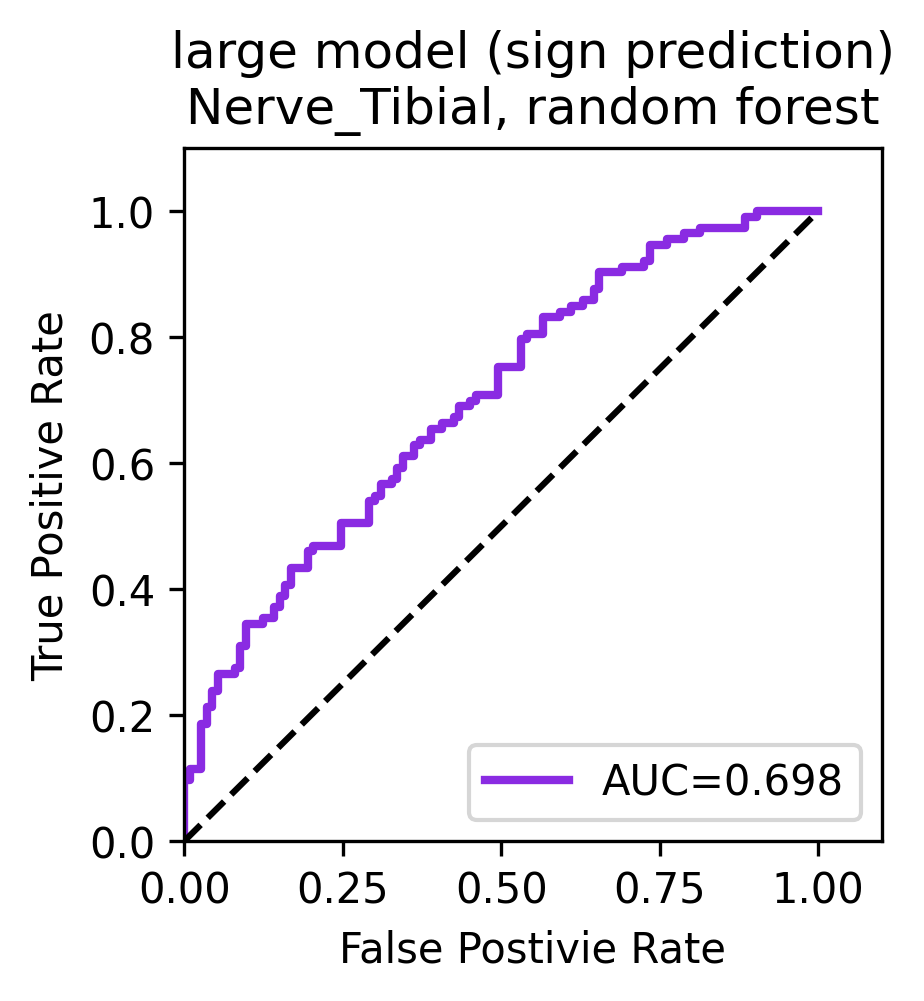 large model (sign prediction)
Nerve_Tibial, random forest
True Positive Rate
1.0
0.8
0.6
0.4
0.2
0.0
AUC=0.698
0.00 0.25 0.50 0.75 1.00
False Postivie Rate